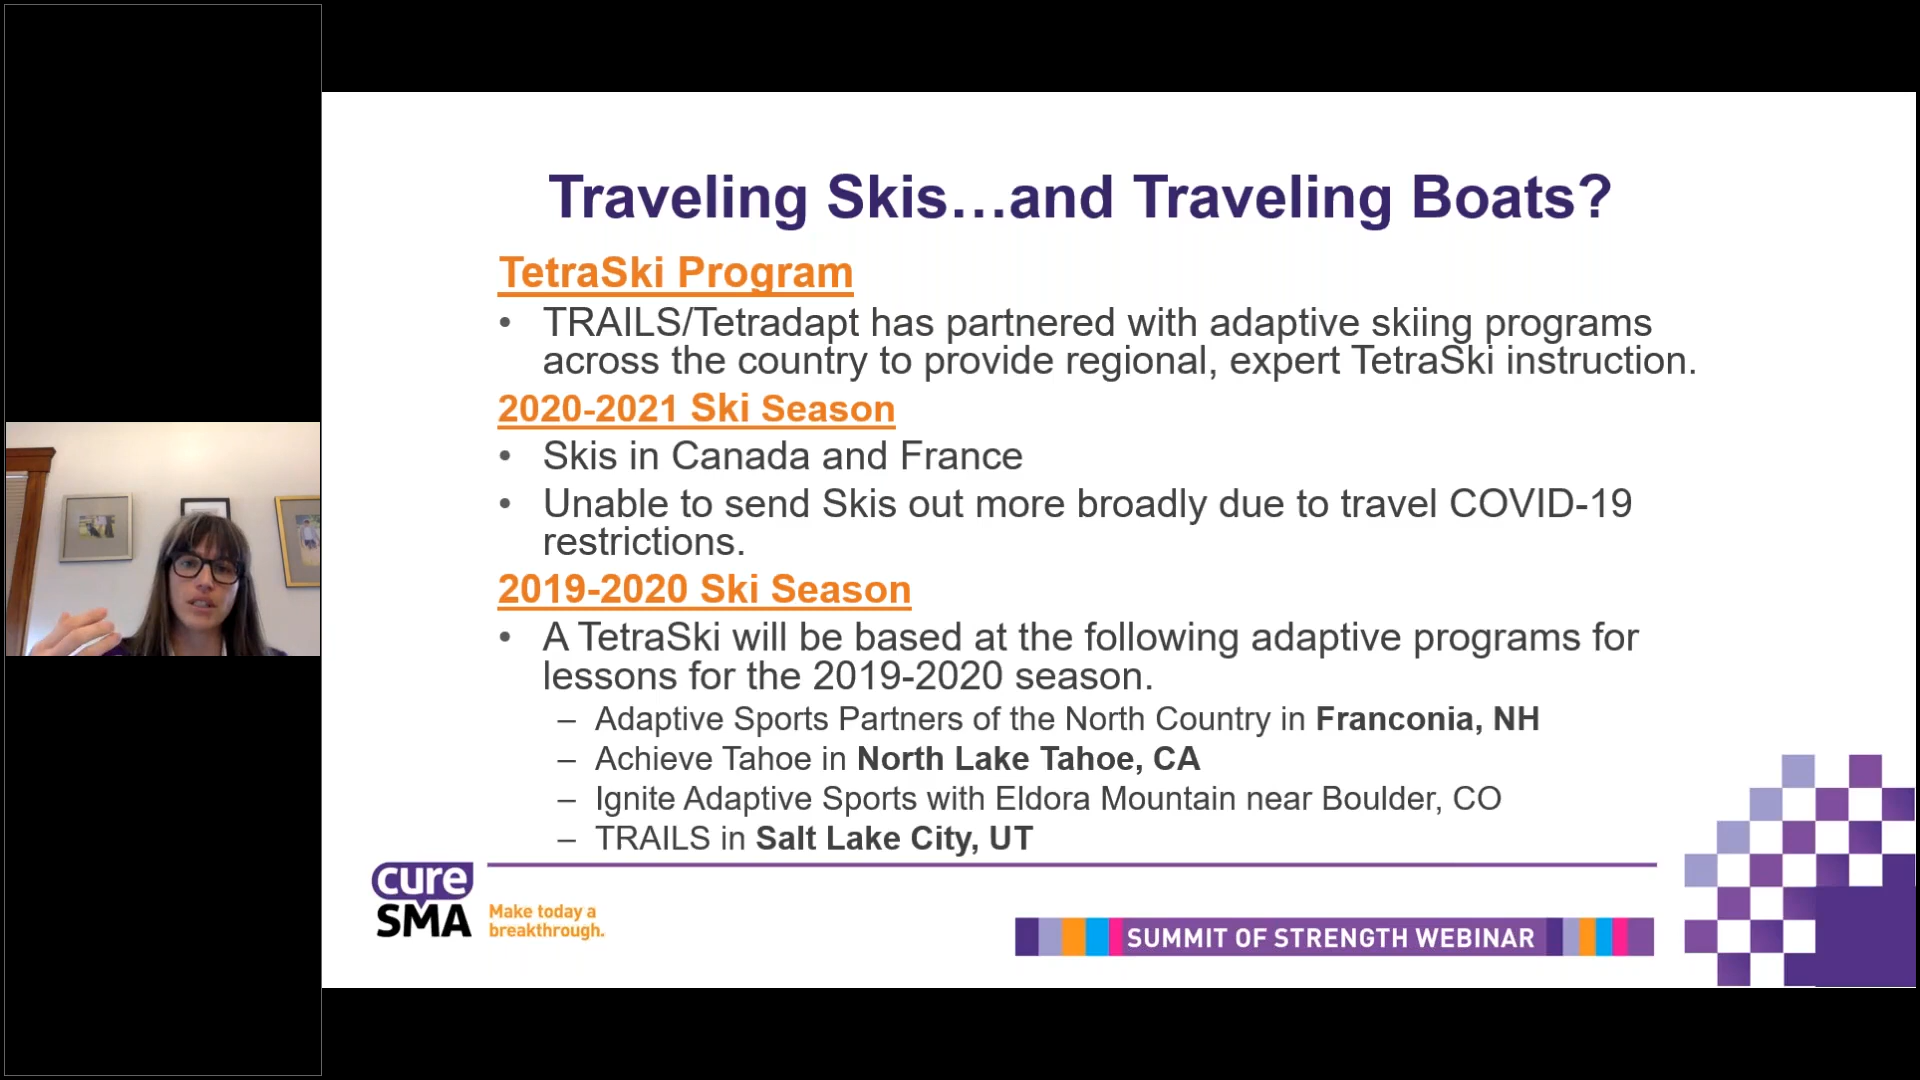 Traveling Skis…and Traveling Boats?
TetraSki Program
• TRAILS/Tetradapt has partnered with adaptive skiing programs
across the country to provide regional, expert TetraSki instruction.
2020-2021 Ski Season
• Skis in Canada and France
• Unable to send Skis out more broadly due to travel COVID-19
restrictions.
2019-2020 Ski Season
• A TetraSki will be based at the following adaptive programs for
lessons for the 2019-2020 season.
– Adaptive Sports Partners of the North Country in Franconia, NH
– Achieve Tahoe in North Lake Tahoe, CA
– Ignite Adaptive Sports with Eldora Mountain near Boulder, CO
– TRAILS in Salt Lake City, UT
cure
SMA
Make today a
breakthrough.
SUMMIT OF STRENGTH WEBINAR